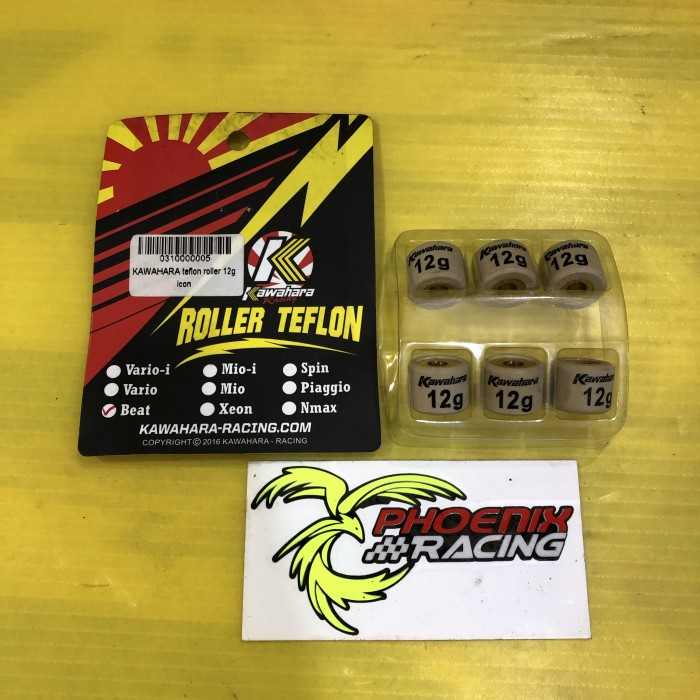 0310000005
KAWAHARA teflon roller 12g
icon
Kawahara
Racing
ROLLER TEFLON
Vario-i Mio-i Spin
Vario Mio Piaggio
Beat Xeon Nmax
KAWAHARA-RACING.COM
COPYRIGHT © 2016 KAWAHARA - RACING
Kawahara Kawahara Kawahara
12g 12g 12g
Kawahara Kawahara Kawahara
12g 12g 12g
PHOENIX
RACING